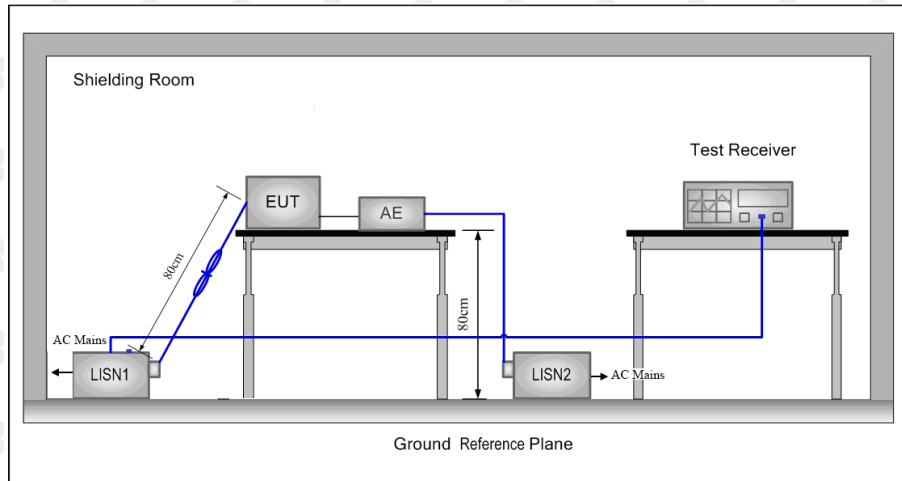 Shielding Room
Test Receiver
EUT
AE
80cm
80cm
AC Mains
LISN1
LISN2
AC Mains
Ground Reference Plane